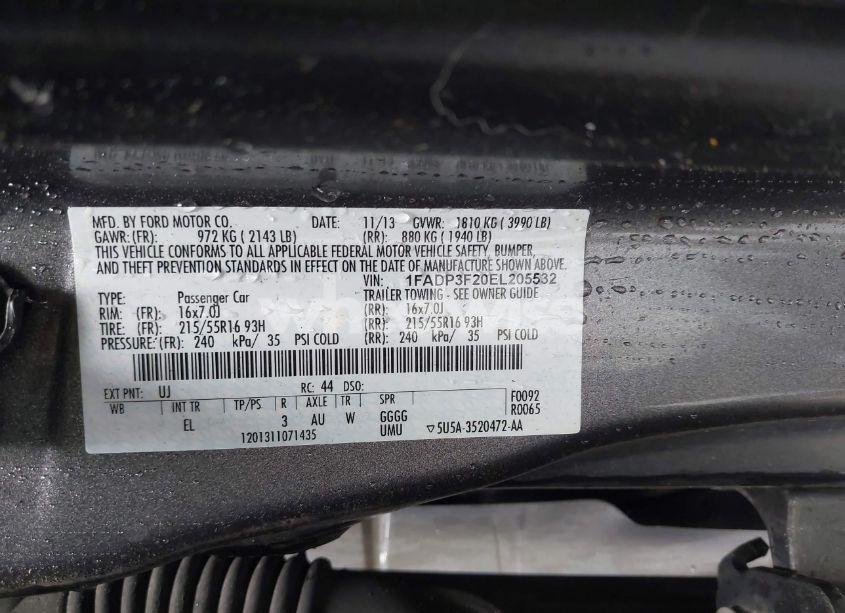 MFD. BY FORD MOTOR CO. DATE: 11/13 GVWR: 1810 KG ( 3990 LB)
GAWR:(FR): 972 KG ( 2143 LB) (RR): 880 KG ( 1940 LB)
THIS VEHICLE CONFORMS TO ALL APPLICABLE FEDERAL MOTOR VEHICLE SAFETY, BUMPER,
AND THEFT PREVENTION STANDARDS IN EFFECT ON THE DATE OF MANUFACTURE SHOWN ABOVE.
VIN: 1FADP3F20EL205532
TYPE: Passenger Car TRAILER TOWING - SEE OWNER GUIDE
RIM: (FR): 16x7.0J (RR): 16x7.0J
TIRE: (FR): 215/55R16 93H (RR): 215/55R16 93H
PRESSURE:(FR): 240 kPa/ 35 PSI COLD (RR): 240 kPa/ 35 PSI COLD
EXT PNT: UJ RC: 44 DSO: F0092
WB INT TR TP/PS R AXLE TR SPR R0065
EL 3 AU W GGGG
1201311071435 UMU ▽5U5A-3520472-AA